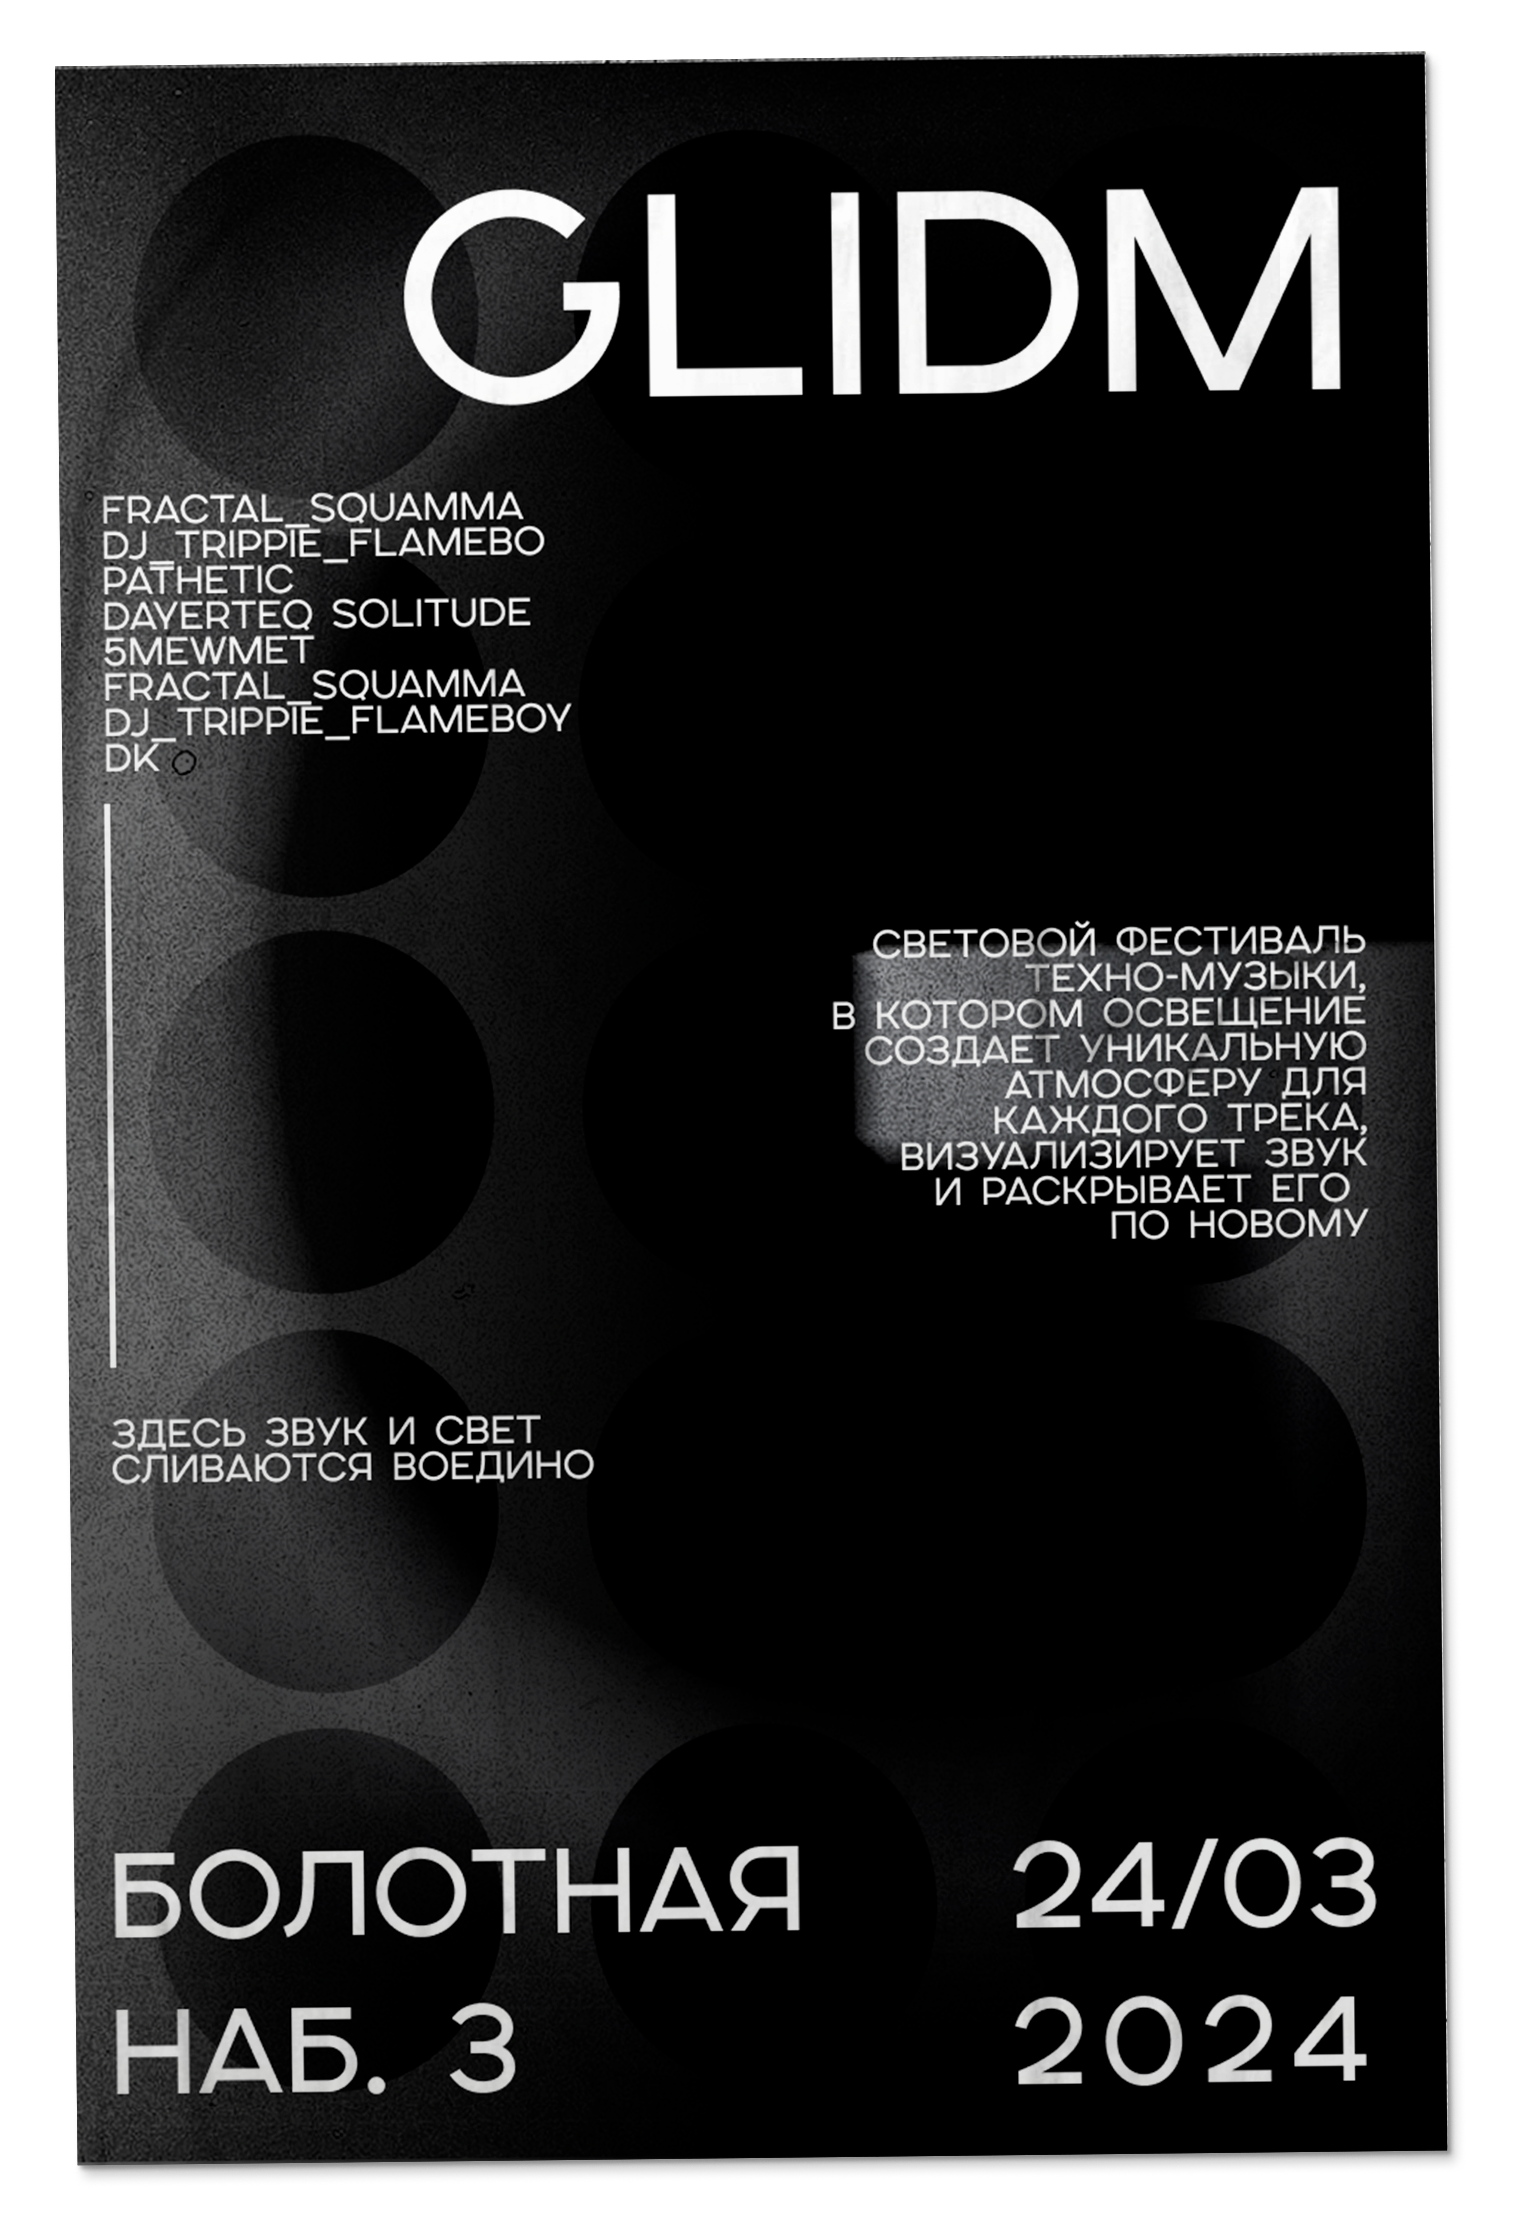 GLIDM
FRACTAL_SQUAMMA
DJ_TRIPPIE_FLAMEBO
PATHETIC
DAYERTEQ SOLITUDE
5MEWMET
FRACTAL_SQUAMMA
DJ_TRIPPIE_FLAMEBOY
DK
СВЕТОВОЙ ФЕСТИВАЛЬ
ТЕХНО-МУЗЫКИ,
В КОТОРОМ ОСВЕЩЕНИЕ
СОЗДАЕТ УНИКАЛЬНУЮ
АТМОСФЕРУ ДЛЯ
КАЖДОГО ТРЕКА,
ВИЗУАЛИЗИРУЕТ ЗВУК
И РАСКРЫВАЕТ ЕГО
ПО НОВОМУ
ЗДЕСЬ ЗВУК И СВЕТ
СЛИВАЮТСЯ ВОЕДИНО
БОЛОТНАЯ 24/03
НАБ. 3 2024